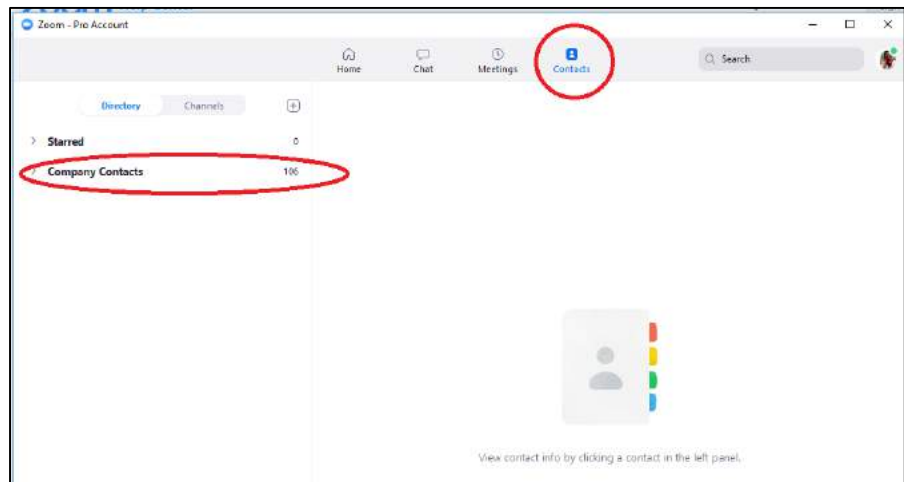 Zoom - Pro Account
Home
Chat
Meetings
Contacts
Search
Directory
Channels
Starred
0
Company Contacts
106
View contact info by clicking a contact in the left panel.